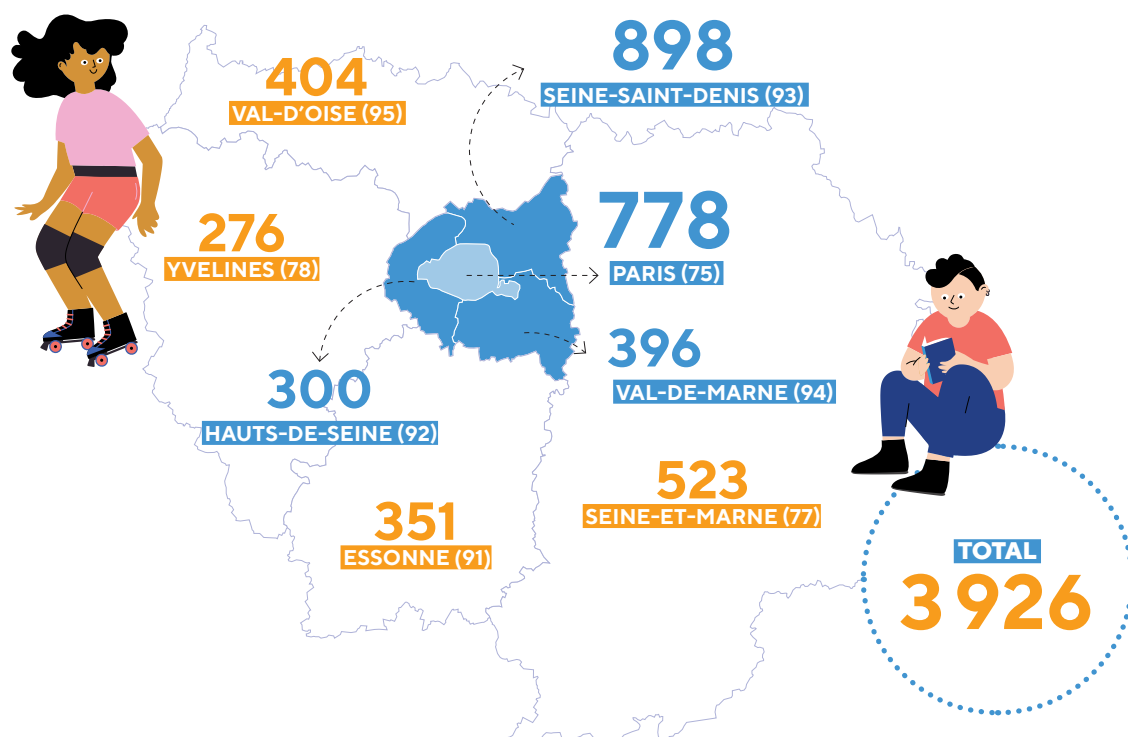 898
SEINE-SAINT-DENIS (93)
404
VAL-D’OISE (95)
778
PARIS (75)
276
YVELINES (78)
396
VAL-DE-MARNE (94)
300
HAUTS-DE-SEINE (92)
523
SEINE-ET-MARNE (77)
351
ESSONNE (91)
TOTAL
3 926